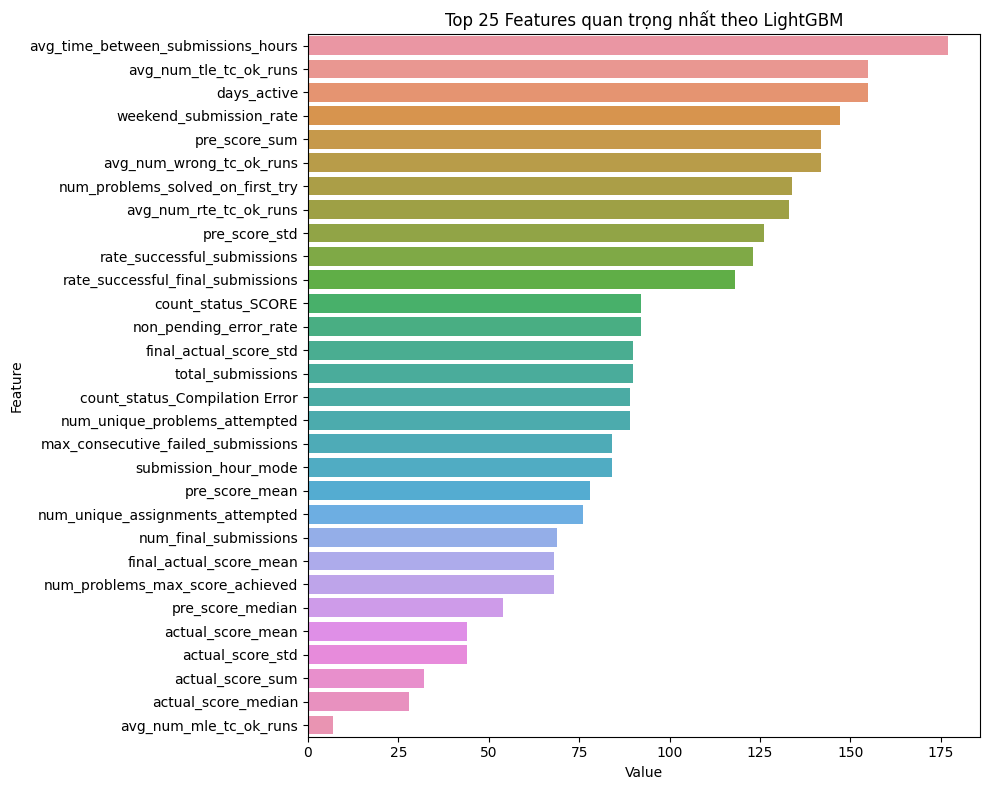 Top 25 Features quan trọng nhất theo LightGBM
avg_time_between_submissions_hours
avg_num_tle_tc_ok_runs
days_active
weekend_submission_rate
pre_score_sum
avg_num_wrong_tc_ok_runs
num_problems_solved_on_first_try
avg_num_rte_tc_ok_runs
pre_score_std
rate_successful_submissions
rate_successful_final_submissions
count_status_SCORE
non_pending_error_rate
final_actual_score_std
total_submissions
count_status_Compilation Error
num_unique_problems_attempted
max_consecutive_failed_submissions
submission_hour_mode
pre_score_mean
num_unique_assignments_attempted
num_final_submissions
final_actual_score_mean
num_problems_max_score_achieved
pre_score_median
actual_score_mean
actual_score_std
actual_score_sum
actual_score_median
avg_num_mle_tc_ok_runs
Feature
0 25 50 75 100 125 150 175
Value